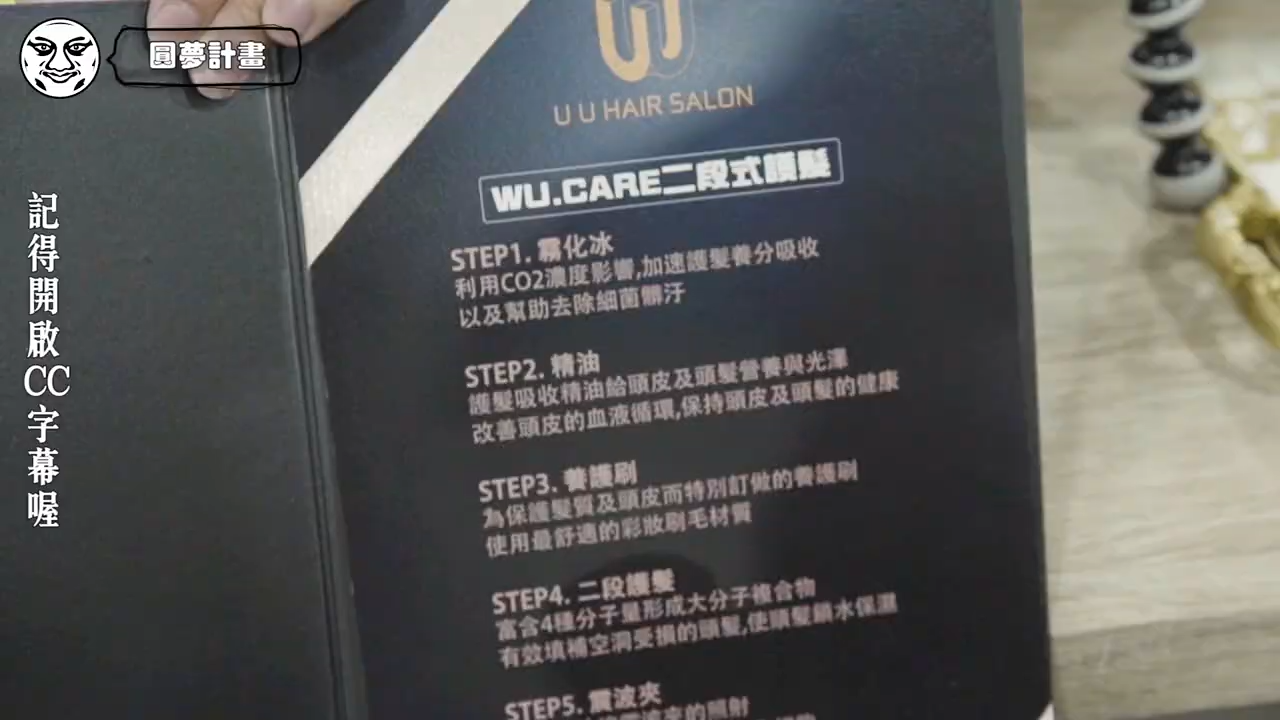 圓夢計畫
記得開啟CC字幕喔
U U HAIR SALON
WU.CARE二段式護髮
STEP1. 霧化冰
利用CO2濃度影響,加速護髮養分吸收
以及幫助去除細菌髒汙
STEP2. 精油
護髮吸收精油給頭皮及頭髮營養與光澤
改善頭皮的血液循環,保持頭皮及頭髮的健康
STEP3. 養護刷
為保護髮質及頭皮而特別訂做的養護刷
使用最舒適的彩妝刷毛材質
STEP4. 二段護髮
富含4種分子量形成大分子複合物
有效填補空洞受損的頭髮,使頭髮鎖水保濕
STEP5. 震波夾
震波夾的照射